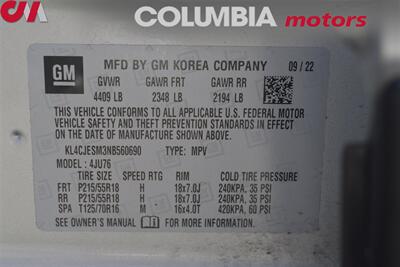 COLUMBIA motors
GM
MFD BY GM KOREA COMPANY 09/22
GVWR GAWR FRT GAWR RR
4409 LB 2348 LB 2194 LB
THIS VEHICLE CONFORMS TO ALL APPLICABLE U.S. FEDERAL MOTOR
VEHICLE SAFETY, AND THEFT PREVENTION STANDARDS IN EFFECT ON
THE DATE OF MANUFACTURE SHOWN ABOVE.
KL4CJESM3NB560690 TYPE: MPV
MODEL: 4JU76
TIRE SIZE SPEED RTG RIM COLD TIRE PRESSURE
FRT P215/55R18 H 18x7.0J 240KPA, 35 PSI
RR P215/55R18 H 18x7.0J 240KPA, 35 PSI
SPA T125/70R16 M 16x4.0T 420KPA, 60 PSI
SEE OWNER'S MANUAL FOR MORE INFORMATION.